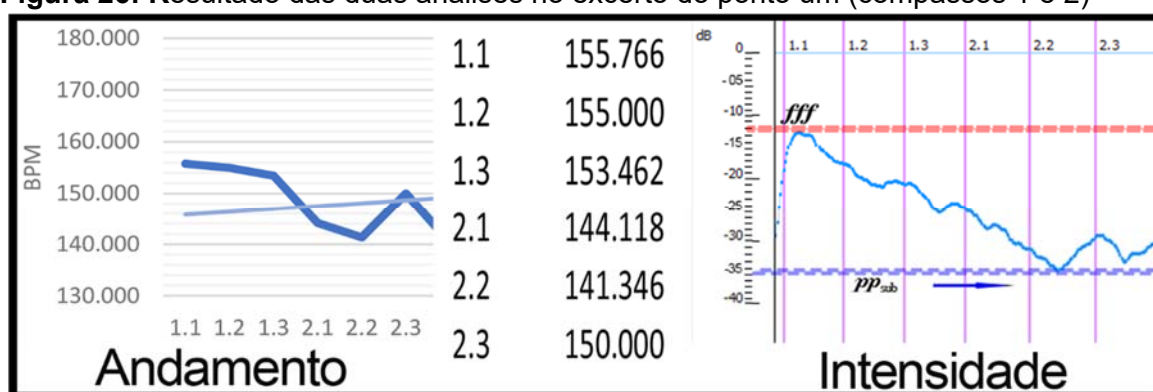 Resultado das duas análises no excerto do ponto um (compassos 1 e 2)
180.000
170.000
160.000
150.000
140.000
130.000
BPM
1.1 1.2 1.3 2.1 2.2 2.3
Andamento
1.1 155.766
1.2 155.000
1.3 153.462
2.1 144.118
2.2 141.346
2.3 150.000
dB
1.1 1.2 1.3 2.1 2.2 2.3
0
-05
-10
-15
-20
-25
-30
-35
-40
fff
pp sub
Intensidade